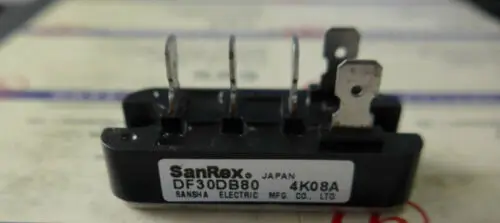 SanRex® JAPAN
DF30DB80 4K08A
SANSHA ELECTRIC MFG. CO., LTD